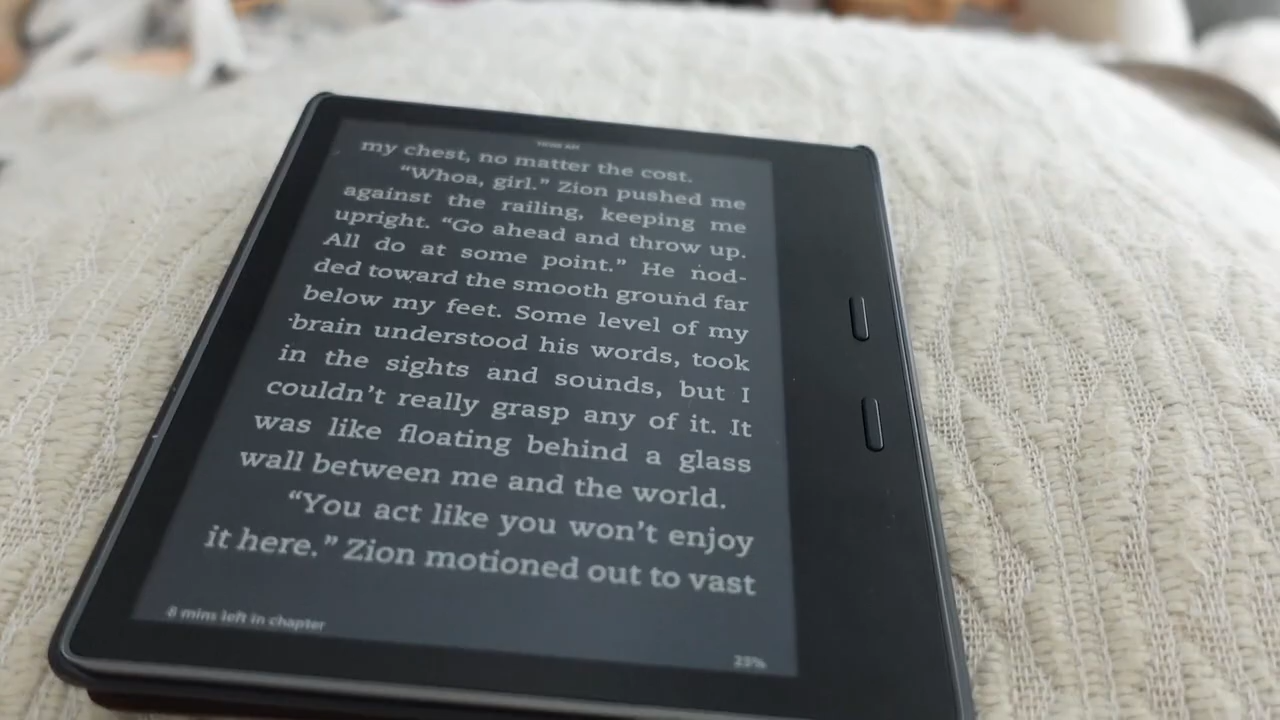 my chest, no matter the cost.
“Whoa, girl.” Zion pushed me
against the railing, keeping me
upright. “Go ahead and throw up.
All do at some point.” He nod-
ded toward the smooth ground far
below my feet. Some level of my
brain understood his words, took
in the sights and sounds, but I
couldn’t really grasp any of it. It
was like floating behind a glass
wall between me and the world.
“You act like you won’t enjoy
it here.” Zion motioned out to vast
8 mins left in chapter